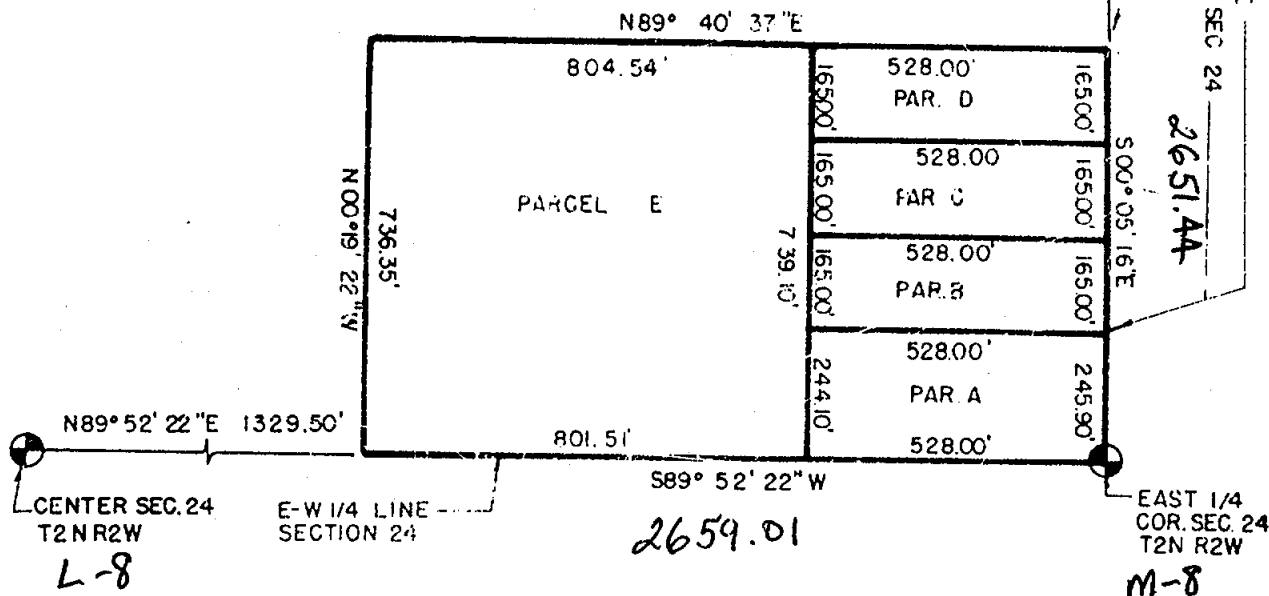 N89° 40' 37"E
804.54'
528.00'
PAR. D
165.00'
165.00'
SEC 24
2651.44
528.00
PAR C
165.00'
165.00'
S00° 05' 16"E
PARCEL E
N00°19' 22"W
736.35'
739.10'
528.00'
PAR. B
165.00'
165.00'
528.00'
PAR. A
244.10'
245.90'
N89° 52' 22"E 1329.50'
801.51'
528.00'
S89° 52' 22" W
CENTER SEC. 24
T2N R2W
L-8
E-W 1/4 LINE
SECTION 24
2659.01
EAST 1/4
COR. SEC. 24
T2N R2W
M-8